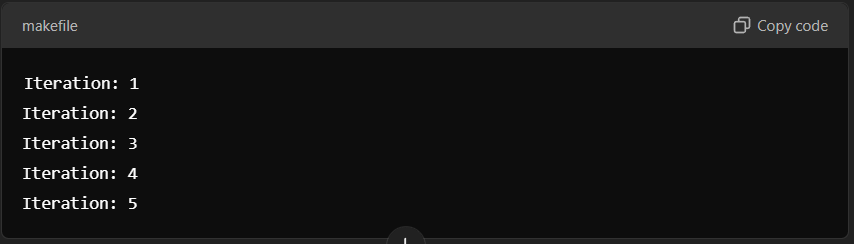 makefile
Copy code
Iteration: 1
Iteration: 2
Iteration: 3
Iteration: 4
Iteration: 5